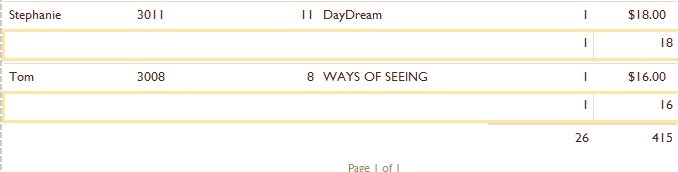 Stephanie 3011 11 DayDream 1 $18.00
1 18
Tom 3008 8 WAYS OF SEEING 1 $16.00
1 16
26 415
Page 1 of 1